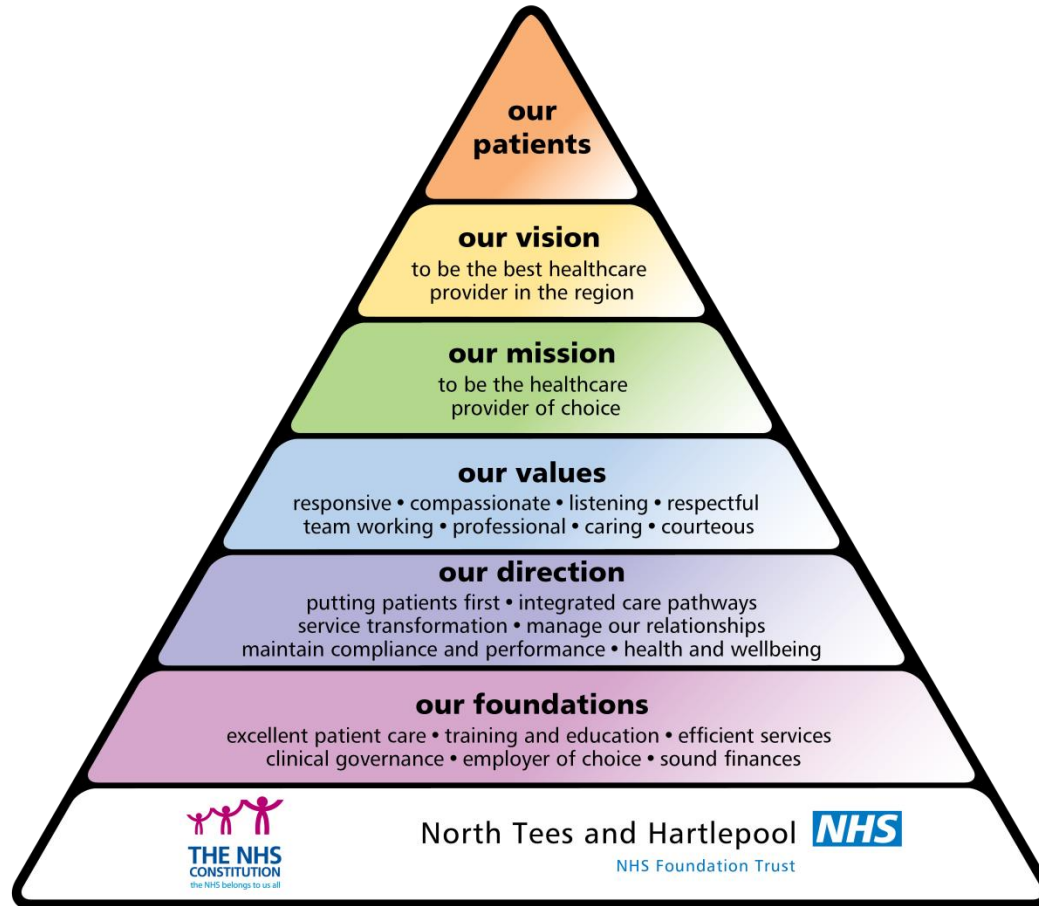 our
patients
our vision
to be the best healthcare
provider in the region
our mission
to be the healthcare
provider of choice
our values
responsive • compassionate • listening • respectful
team working • professional • caring • courteous
our direction
putting patients first • integrated care pathways
service transformation • manage our relationships
maintain compliance and performance • health and wellbeing
our foundations
excellent patient care • training and education • efficient services
clinical governance • employer of choice • sound finances
THE NHS
CONSTITUTION
the NHS belongs to us all
North Tees and Hartlepool NHS
NHS Foundation Trust